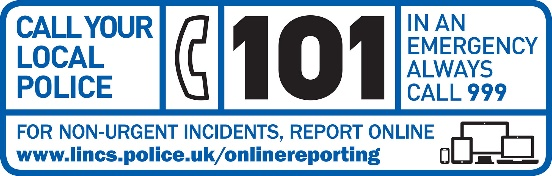 CALL YOUR
LOCAL
POLICE
101
IN AN
EMERGENCY
ALWAYS
CALL 999
FOR NON-URGENT INCIDENTS, REPORT ONLINE
www.lincs.police.uk/onlinereporting